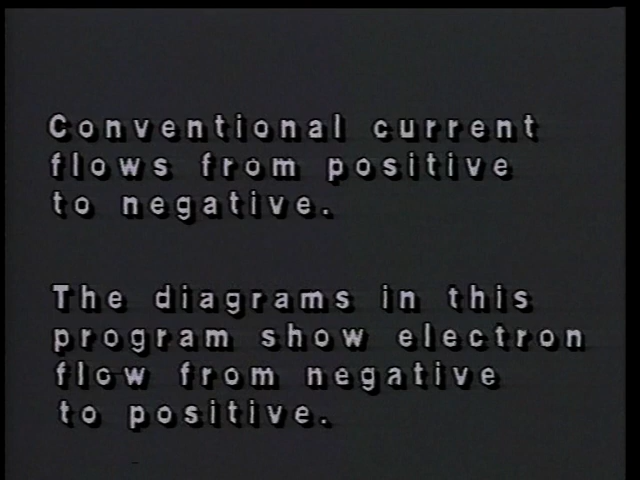 Conventional current
flows from positive
to negative.
The diagrams in this
program show electron
flow from negative
to positive.